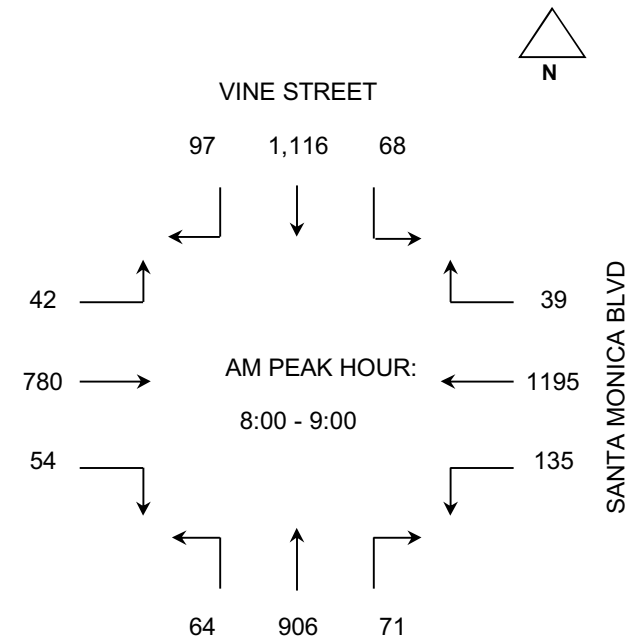 N
VINE STREET
97 1,116 68
42 39
SANTA MONICA BLVD
AM PEAK HOUR:
780 1195
8:00 - 9:00
54 135
64 906 71